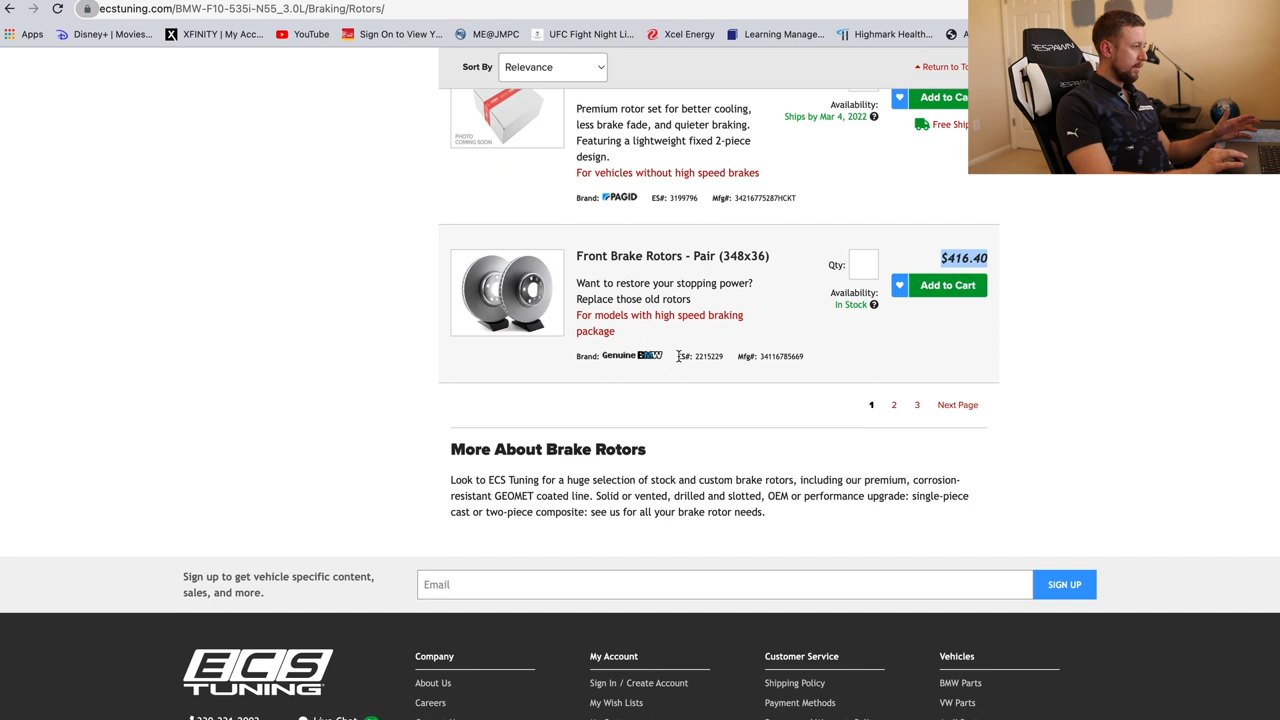 ecstuning.com/BMW-F10-535i-N55_3.0L/Braking/Rotors/
Apps
Disney+ | Movies...
XFINITY | My Acc...
YouTube
Sign On to View Y...
ME@JMPC
UFC Fight Night Li...
Xcel Energy
Learning Manage...
Highmark Health...
Sort By
Relevance
Return to To
RESPAWN
Premium rotor set for better cooling,
less brake fade, and quieter braking.
Featuring a lightweight fixed 2-piece
design.
For vehicles without high speed brakes
PHOTO
COMING SOON
Availability:
Ships by Mar 4, 2022
Add to Ca
Free Ship
Brand: PAGID ES#: 3199796 Mfg#: 34216775287HCKT
Front Brake Rotors - Pair (348x36)
Want to restore your stopping power?
Replace those old rotors
For models with high speed braking
package
Qty:
$416.40
Add to Cart
Availability:
In Stock
Brand: Genuine BMW ES#: 2215229 Mfg#: 34116785669
1 2 3 Next Page
More About Brake Rotors
Look to ECS Tuning for a huge selection of stock and custom brake rotors, including our premium, corrosion-
resistant GEOMET coated line. Solid or vented, drilled and slotted, OEM or performance upgrade: single-piece
cast or two-piece composite: see us for all your brake rotor needs.
Sign up to get vehicle specific content,
sales, and more.
Email
SIGN UP
ECS
TUNING
Company
About Us
Careers
My Account
Sign In / Create Account
My Wish Lists
Customer Service
Shipping Policy
Payment Methods
Vehicles
BMW Parts
VW Parts